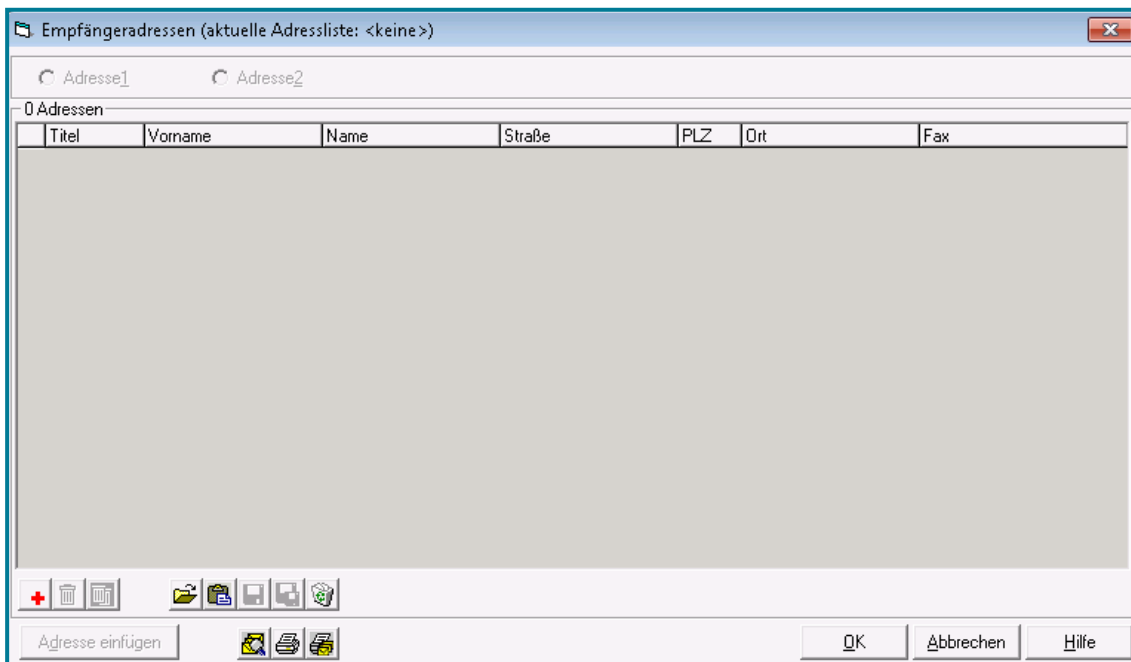 Empfängeradressen (aktuelle Adressliste: <keine>)
Adresse1 Adresse2
0 Adressen
Titel Vorname Name Straße PLZ Ort Fax
Adresse einfügen OK Abbrechen Hilfe